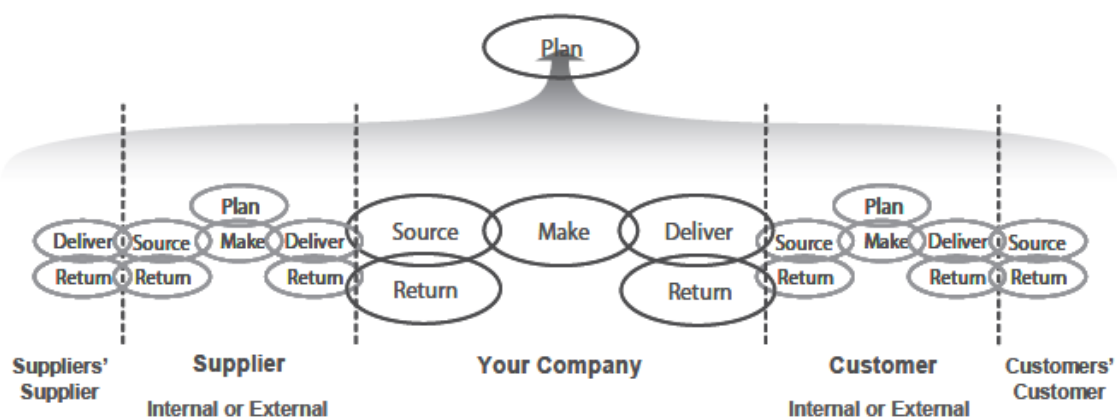 Plan
Plan
Plan
Deliver Source Make Deliver Source Make Deliver Source Make Deliver Source
Return Return Return Return Return Return Return Return
Suppliers' Supplier Your Company Customer Customers'
Supplier Customer
Internal or External Internal or External